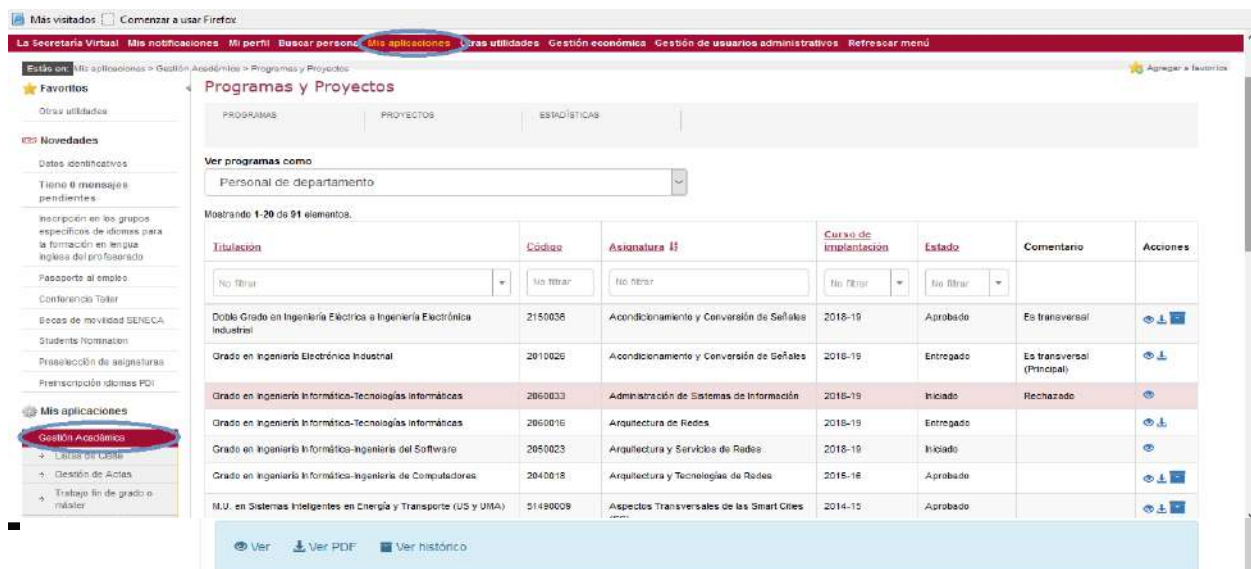 Más visitados Comenzar a usar Firefox
La Secretaría Virtual Mis notificaciones Mi perfil Buscar persona Mis aplicaciones Otras utilidades Gestión económica Gestión de usuarios administrativos Refrescar menú
Estás en: Mis aplicaciones > Gestión Académica > Programas y Proyectos
Agregar a favoritos
Favoritos
Otras utilidades
Novedades
Datos identificativos
Tiene 0 mensajes
pendientes
Inscripción en los grupos
específicos de idiomas para
la formación en lengua
inglesa del profesorado
Pasaporte al empleo
Conferencia Taller
Becas de movilidad SENECA
Students Nomination
Preselección de asignaturas
Preinscripción idiomas PDI
Mis aplicaciones
Gestión Académica
Listas de Clase
Gestión de Actas
Trabajo fin de grado o
máster
Programas y Proyectos
PROGRAMAS PROYECTOS ESTADÍSTICAS
Ver programas como
Personal de departamento
Mostrando 1-20 de 91 elementos.
Titulación Código Asignatura Curso de implantación Estado Comentario Acciones
No filtrar No filtrar No filtrar No filtrar No filtrar
Doble Grado en Ingeniería Eléctrica e Ingeniería Electrónica Industrial 2150036 Acondicionamiento y Conversión de Señales 2018-19 Aprobado Es transversal
Grado en Ingeniería Electrónica Industrial 2010026 Acondicionamiento y Conversión de Señales 2018-19 Entregado Es transversal (Principal)
Grado en Ingeniería Informática-Tecnologías Informáticas 2060033 Administración de Sistemas de Información 2018-19 Iniciado Rechazado
Grado en Ingeniería Informática-Tecnologías Informáticas 2060016 Arquitectura de Redes 2018-19 Entregado
Grado en Ingeniería Informática-Ingeniería del Software 2050023 Arquitectura y Servicios de Redes 2018-19 Iniciado
Grado en Ingeniería Informática-Ingeniería de Computadores 2040018 Arquitectura y Tecnologías de Redes 2015-16 Aprobado
M.U. en Sistemas Inteligentes en Energía y Transporte (US y UMA) 51490009 Aspectos Transversales de las Smart Cities 2014-15 Aprobado
Ver Ver PDF Ver histórico